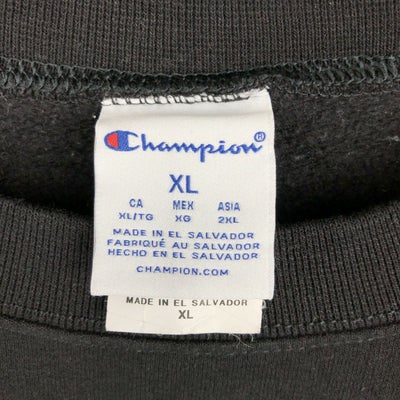 Champion®
XL
CA MEX ASIA
XL/TG XG 2XL
MADE IN EL SALVADOR
FABRIQUÉ AU SALVADOR
HECHO EN EL SALVADOR
CHAMPION.COM
MADE IN EL SALVADOR
XL